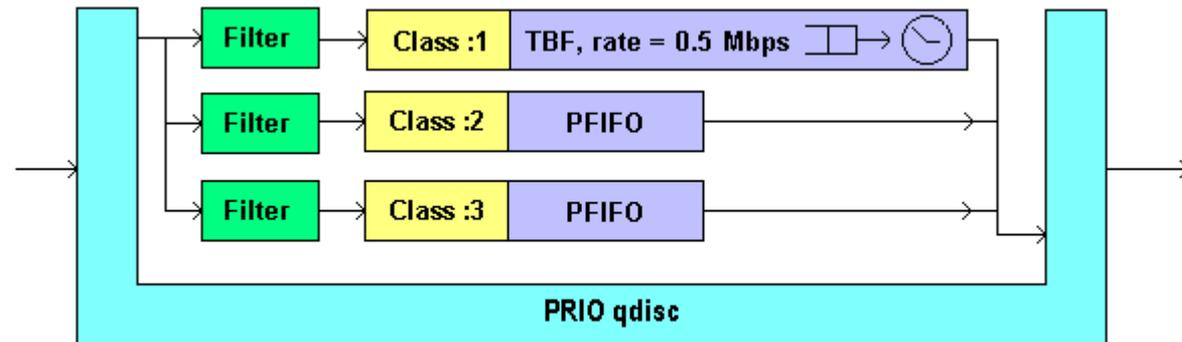 Filter
Class :1
TBF, rate = 0.5 Mbps
Filter
Class :2
PFIFO
Filter
Class :3
PFIFO
PRIO qdisc